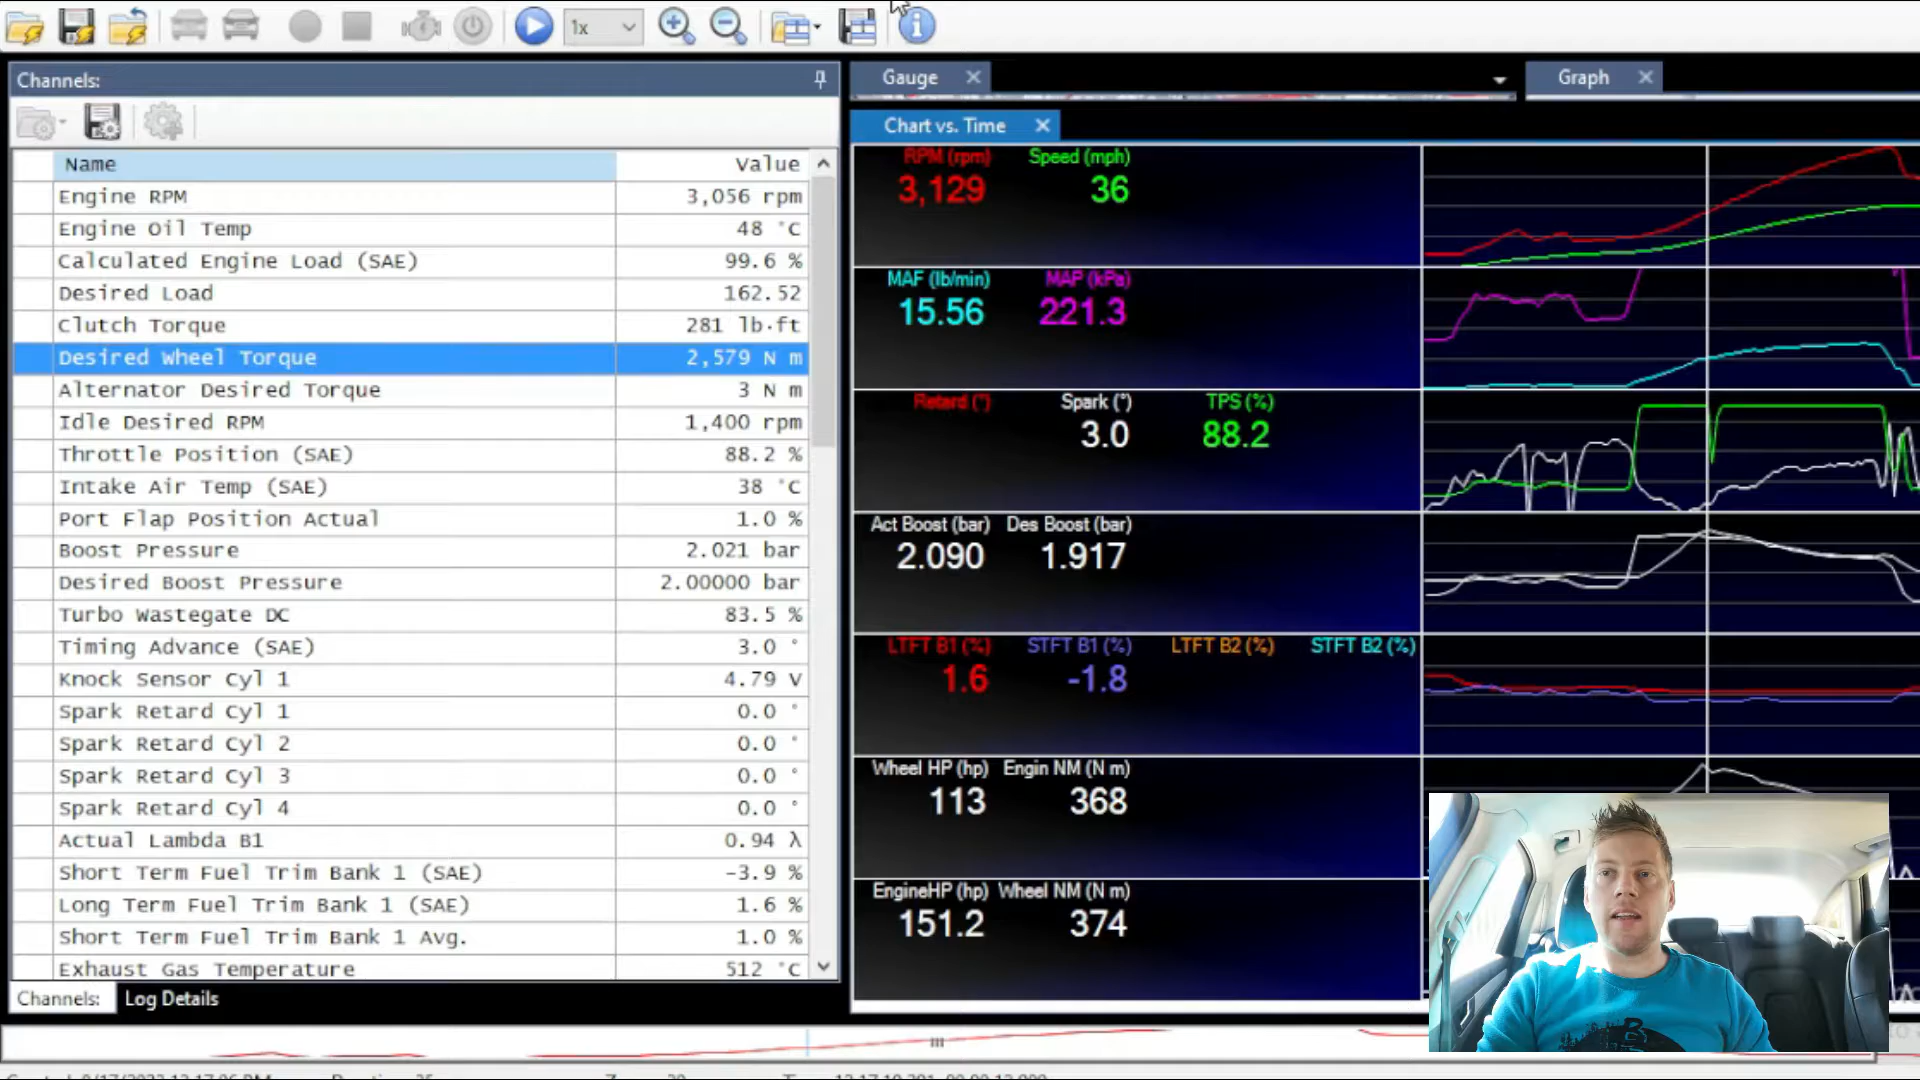 1x
Channels:
Gauge
Graph
Chart vs. Time
Name Value
Engine RPM 3,056 rpm
Engine Oil Temp 48 °C
Calculated Engine Load (SAE) 99.6 %
Desired Load 162.52
Clutch Torque 281 lb·ft
Desired Wheel Torque 2,579 N m
Alternator Desired Torque 3 N m
Idle Desired RPM 1,400 rpm
Throttle Position (SAE) 88.2 %
Intake Air Temp (SAE) 38 °C
Port Flap Position Actual 1.0 %
Boost Pressure 2.021 bar
Desired Boost Pressure 2.00000 bar
Turbo Wastegate DC 83.5 %
Timing Advance (SAE) 3.0 °
Knock Sensor Cyl 1 4.79 V
Spark Retard Cyl 1 0.0 °
Spark Retard Cyl 2 0.0 °
Spark Retard Cyl 3 0.0 °
Spark Retard Cyl 4 0.0 °
Actual Lambda B1 0.94 λ
Short Term Fuel Trim Bank 1 (SAE) -3.9 %
Long Term Fuel Trim Bank 1 (SAE) 1.6 %
Short Term Fuel Trim Bank 1 Avg. 1.0 %
Exhaust Gas Temperature 512 °C
Channels: Log Details
RPM (rpm) Speed (mph)
3,129 36
MAF (lb/min) MAP (kPa)
15.56 221.3
Retard (°) Spark (°) TPS (%)
3.0 88.2
Act Boost (bar) Des Boost (bar)
2.090 1.917
LTFT B1 (%) STFT B1 (%) LTFT B2 (%) STFT B2 (%)
1.6 -1.8
Wheel HP (hp) Engin NM (N m)
113 368
EngineHP (hp) Wheel NM (N m)
151.2 374